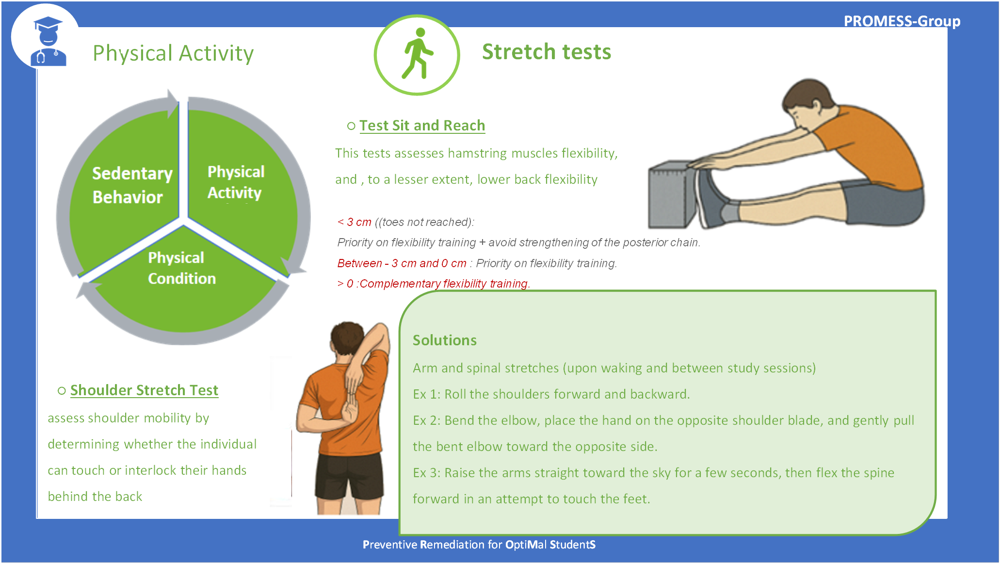 PROMESS-Group
Physical Activity
Stretch tests
Sedentary
Behavior
Physical
Activity
Physical
Condition
○ Test Sit and Reach
This tests assesses hamstring muscles flexibility,
and , to a lesser extent, lower back flexibility
< 3 cm ((toes not reached):
Priority on flexibility training + avoid strengthening of the posterior chain.
Between - 3 cm and 0 cm : Priority on flexibility training.
> 0 :Complementary flexibility training.
○ Shoulder Stretch Test
assess shoulder mobility by
determining whether the individual
can touch or interlock their hands
behind the back
Solutions
Arm and spinal stretches (upon waking and between study sessions)
Ex 1: Roll the shoulders forward and backward.
Ex 2: Bend the elbow, place the hand on the opposite shoulder blade, and gently pull
the bent elbow toward the opposite side.
Ex 3: Raise the arms straight toward the sky for a few seconds, then flex the spine
forward in an attempt to touch the feet.
Preventive Remediation for OptiMal StudentS